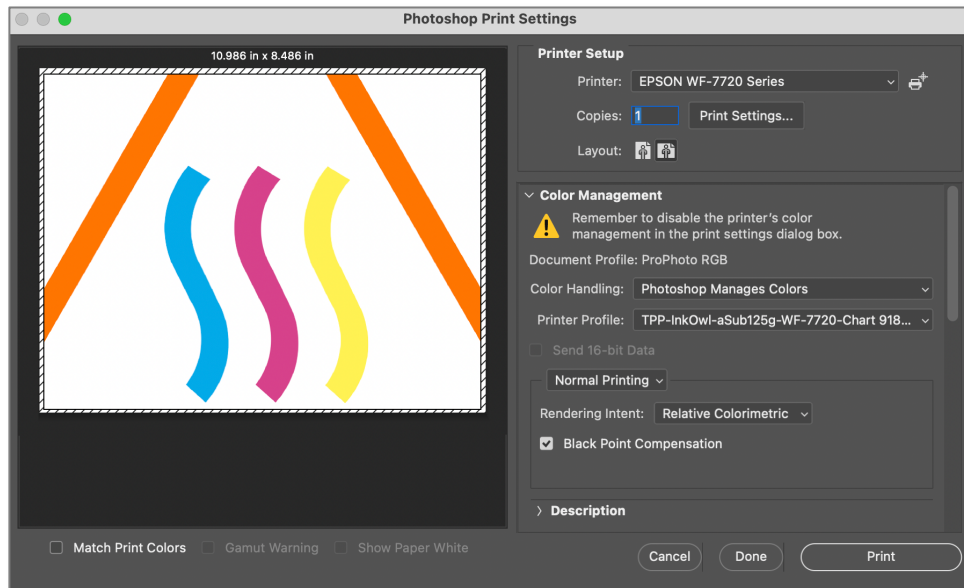 Photoshop Print Settings
10.986 in x 8.486 in
Printer Setup
Printer: EPSON WF-7720 Series
Copies: 1 Print Settings...
Layout:
Color Management
Remember to disable the printer's color
management in the print settings dialog box.
Document Profile: ProPhoto RGB
Color Handling: Photoshop Manages Colors
Printer Profile: TPP-InkOwl-aSub125g-WF-7720-Chart 918...
Send 16-bit Data
Normal Printing
Rendering Intent: Relative Colorimetric
Black Point Compensation
Description
Match Print Colors Gamut Warning Show Paper White
Cancel Done Print